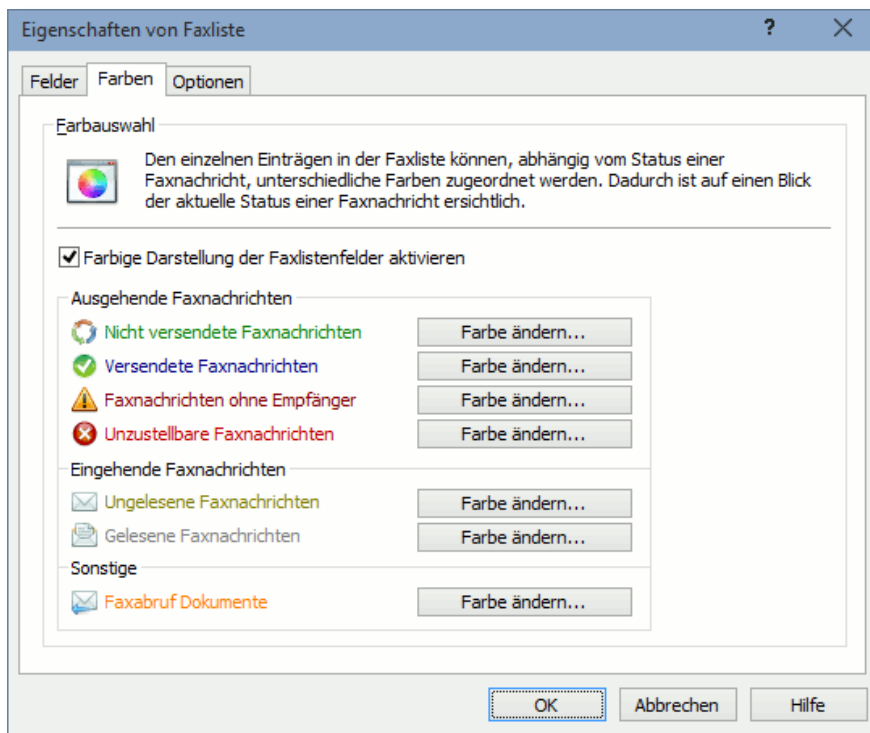 Eigenschaften von Faxliste
?
Felder
Farben
Optionen
Farbauswahl
Den einzelnen Einträgen in der Faxliste können, abhängig vom Status einer
Faxnachricht, unterschiedliche Farben zugeordnet werden. Dadurch ist auf einen Blick
der aktuelle Status einer Faxnachricht ersichtlich.
Farbige Darstellung der Faxlistenfelder aktivieren
Ausgehende Faxnachrichten
Nicht versendete Faxnachrichten
Farbe ändern...
Versendete Faxnachrichten
Farbe ändern...
Faxnachrichten ohne Empfänger
Farbe ändern...
Unzustellbare Faxnachrichten
Farbe ändern...
Eingehende Faxnachrichten
Ungelesene Faxnachrichten
Farbe ändern...
Gelesene Faxnachrichten
Farbe ändern...
Sonstige
Faxabruf Dokumente
Farbe ändern...
OK
Abbrechen
Hilfe